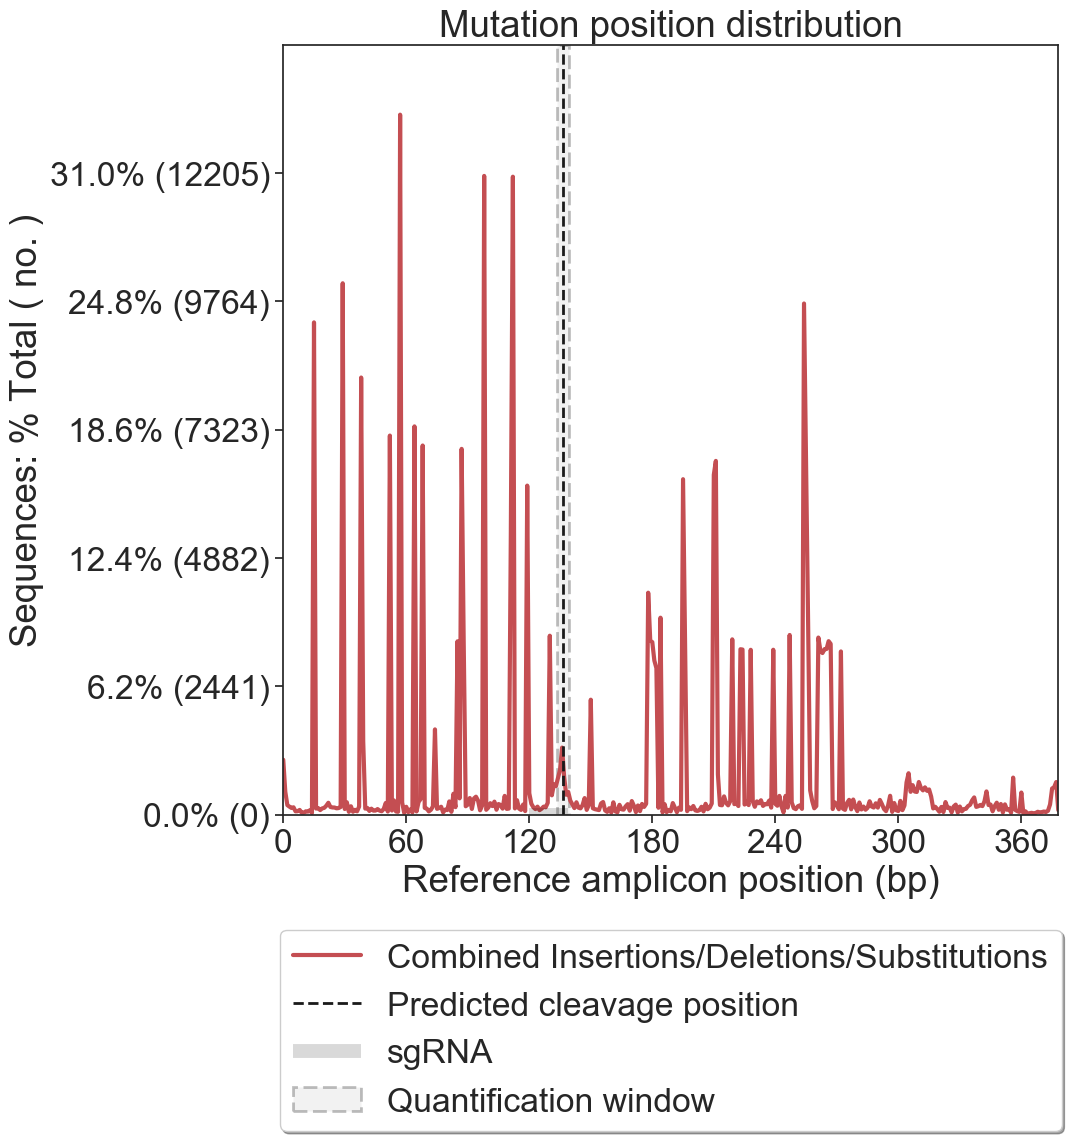 Mutation position distribution
Sequences: % Total ( no. )
31.0% (12205)
24.8% (9764)
18.6% (7323)
12.4% (4882)
6.2% (2441)
0.0% (0)
0 60 120 180 240 300 360
Reference amplicon position (bp)
Combined Insertions/Deletions/Substitutions
Predicted cleavage position
sgRNA
Quantification window